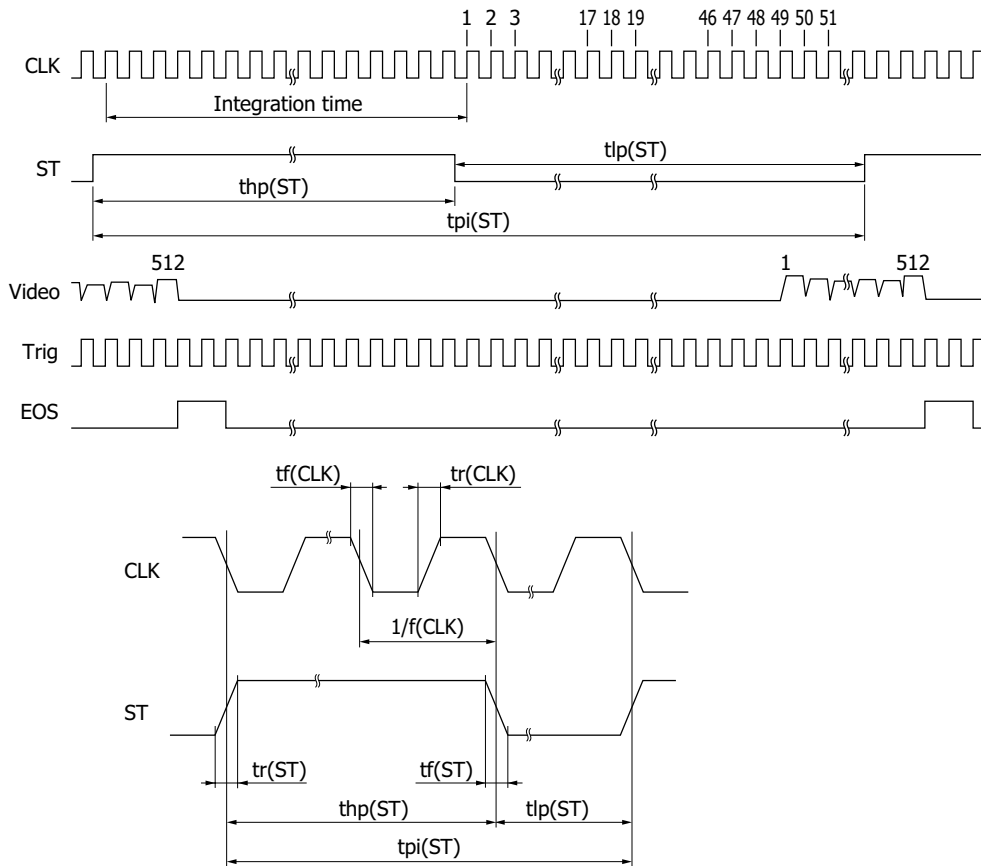 1 2 3 17 18 19 46 47 48 49 50 51
CLK
Integration time
ST
tlp(ST)
thp(ST)
tpi(ST)
512 1 512
Video
Trig
EOS
tf(CLK) tr(CLK)
CLK
1/f(CLK)
ST
tr(ST) tf(ST)
thp(ST) tlp(ST)
tpi(ST)